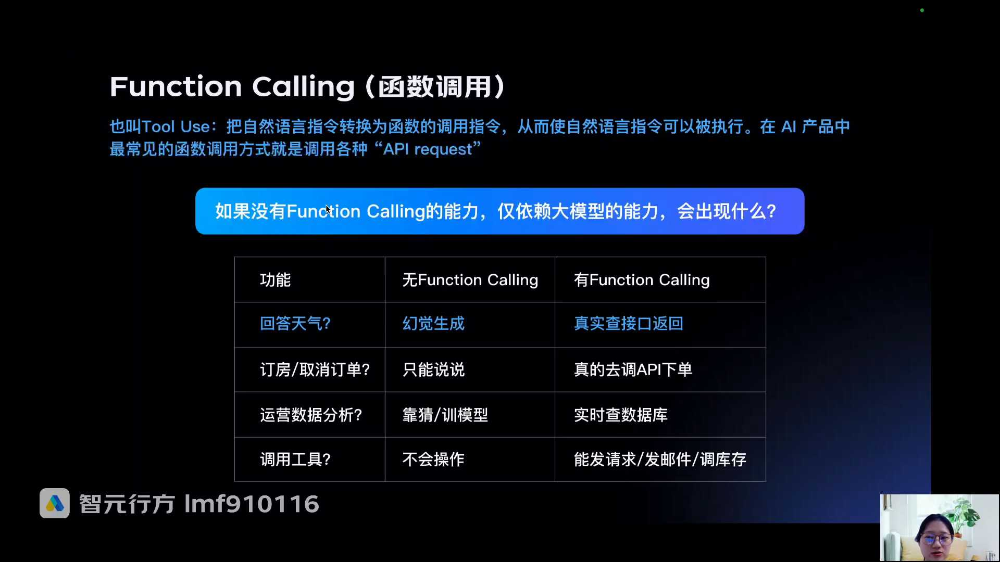 Function Calling（函数调用）
也叫Tool Use：把自然语言指令转换为函数的调用指令，从而使自然语言指令可以被执行。在 AI 产品中
最常见的函数调用方式就是调用各种“API request”
如果没有Function Calling的能力，仅依赖大模型的能力，会出现什么？
功能 无Function Calling 有Function Calling
回答天气? 幻觉生成 真实查接口返回
订房/取消订单? 只能说说 真的去调API下单
运营数据分析? 靠猜/训模型 实时查数据库
调用工具? 不会操作 能发请求/发邮件/调库存
智元行方 lmf910116